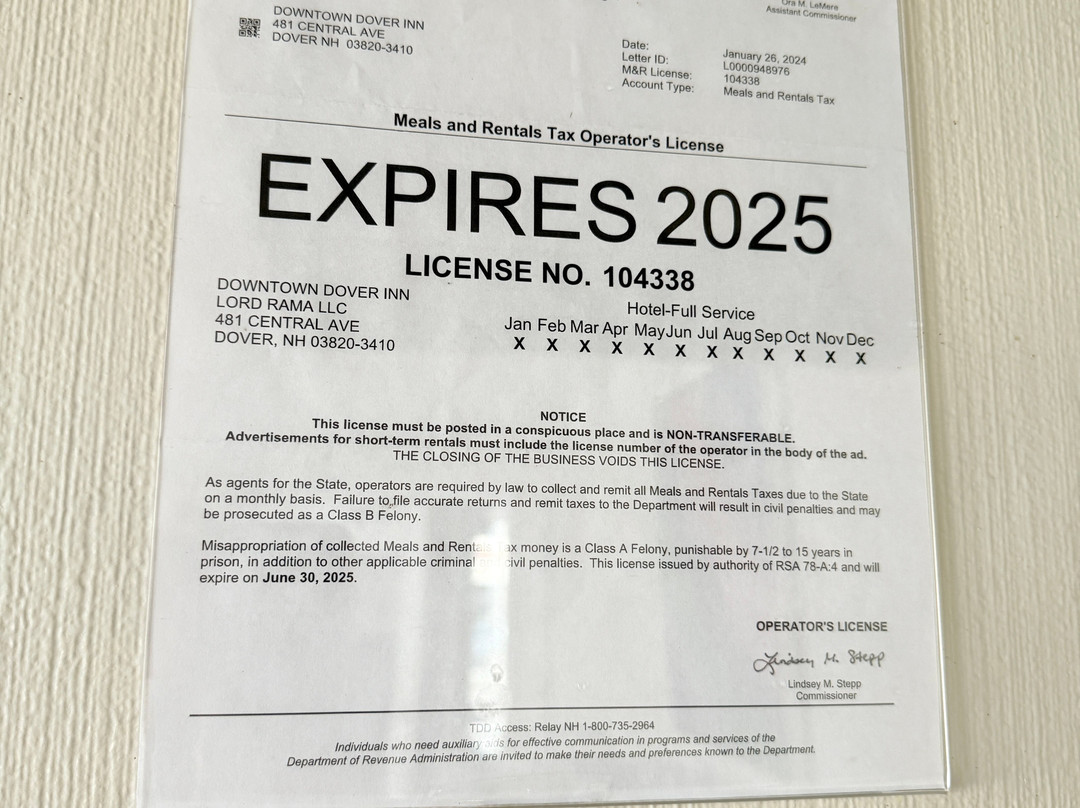 Ora M. LeMere
Assistant Commissioner
DOWNTOWN DOVER INN
481 CENTRAL AVE
DOVER NH 03820-3410
Date: January 26, 2024
Letter ID: L0000948976
M&R License: 104338
Account Type: Meals and Rentals Tax
Meals and Rentals Tax Operator's License
EXPIRES 2025
LICENSE NO. 104338
DOWNTOWN DOVER INN
LORD RAMA LLC
481 CENTRAL AVE
DOVER, NH 03820-3410
Hotel-Full Service
Jan Feb Mar Apr May Jun Jul Aug Sep Oct Nov Dec
X X X X X X X X X X X X
NOTICE
This license must be posted in a conspicuous place and is NON-TRANSFERABLE.
Advertisements for short-term rentals must include the license number of the operator in the body of the ad.
THE CLOSING OF THE BUSINESS VOIDS THIS LICENSE.
As agents for the State, operators are required by law to collect and remit all Meals and Rentals Taxes due to the State
on a monthly basis. Failure to file accurate returns and remit taxes to the Department will result in civil penalties and may
be prosecuted as a Class B Felony.
Misappropriation of collected Meals and Rentals Tax money is a Class A Felony, punishable by 7-1/2 to 15 years in
prison, in addition to other applicable criminal and civil penalties. This license issued by authority of RSA 78-A:4 and will
expire on June 30, 2025.
OPERATOR'S LICENSE
Lindsey M. Stepp
Lindsey M. Stepp
Commissioner
TDD Access: Relay NH 1-800-735-2964
Individuals who need auxiliary aids for effective communication in programs and services of the
Department of Revenue Administration are invited to make their needs and preferences known to the Department.